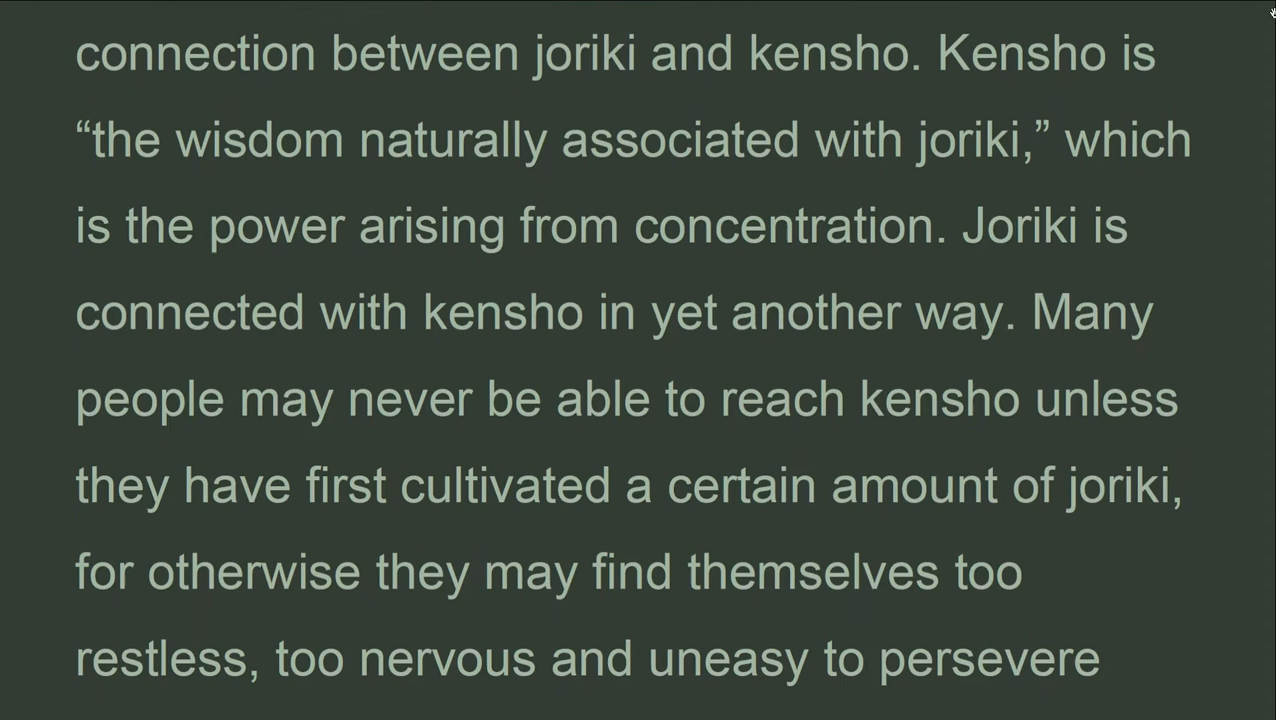 connection between joriki and kensho. Kensho is
“the wisdom naturally associated with joriki,” which
is the power arising from concentration. Joriki is
connected with kensho in yet another way. Many
people may never be able to reach kensho unless
they have first cultivated a certain amount of joriki,
for otherwise they may find themselves too
restless, too nervous and uneasy to persevere